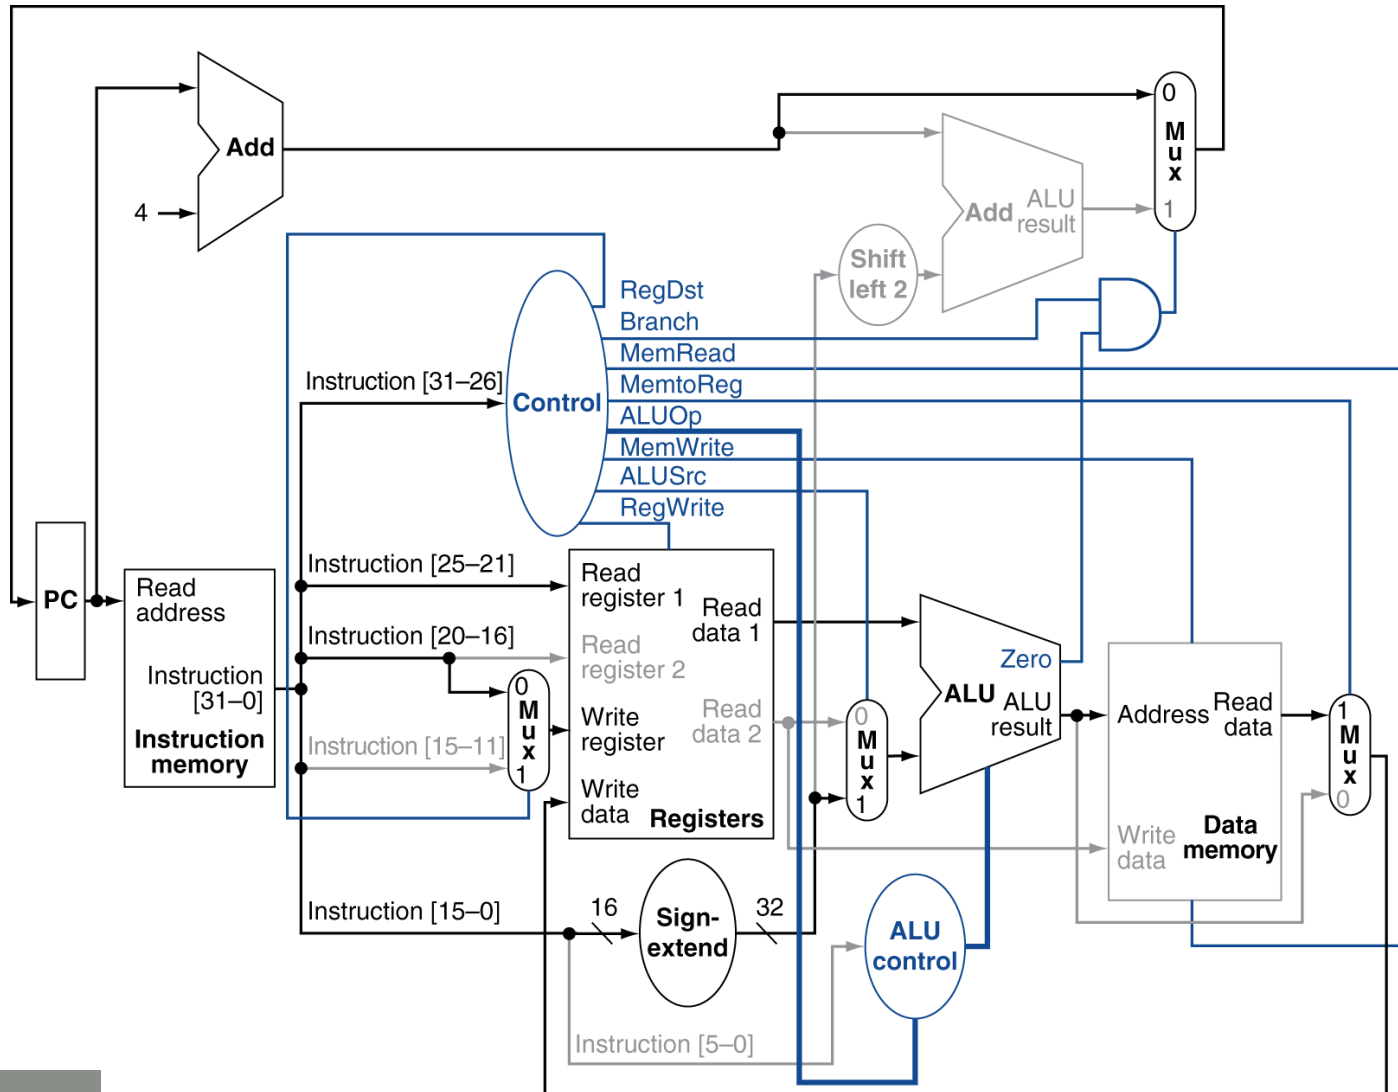 0
M
u
x
1
Add
4
Add
ALU
result
Shift
left 2
RegDst
Branch
MemRead
MemtoReg
ALUOp
MemWrite
ALUSrc
RegWrite
Instruction [31–26]
Control
PC
Read
address
Instruction
[31–0]
Instruction
memory
Instruction [25–21]
Instruction [20–16]
Instruction [15–11]
0
M
u
x
1
Read
register 1
Read
register 2
Write
register
Write
data
Read
data 1
Read
data 2
Registers
0
M
u
x
1
Zero
ALU
ALU
result
Address
Read
data
Write
data
Data
memory
1
M
u
x
0
Instruction [15–0]
16
Sign-
extend
32
ALU
control
Instruction [5–0]